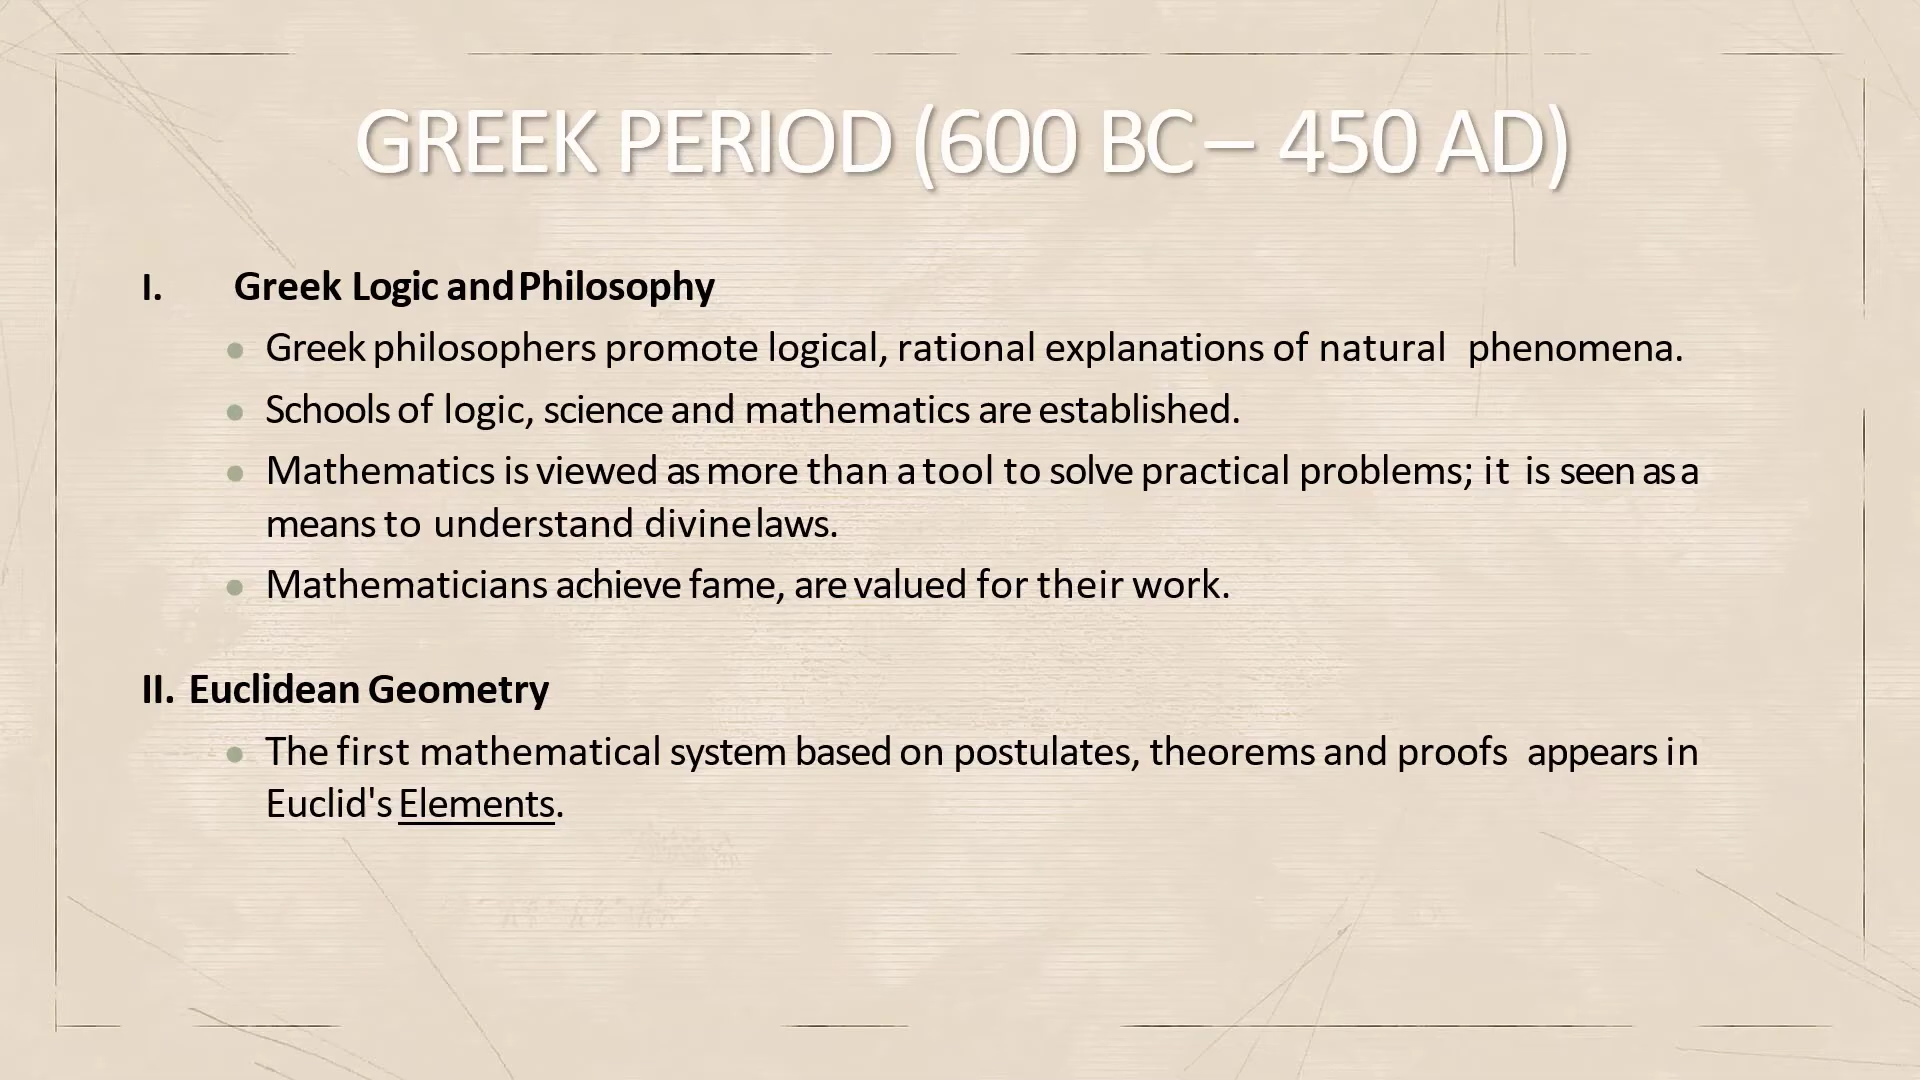 GREEK PERIOD (600 BC – 450 AD)
I. Greek Logic and Philosophy
● Greek philosophers promote logical, rational explanations of natural phenomena.
● Schools of logic, science and mathematics are established.
● Mathematics is viewed as more than a tool to solve practical problems; it is seen as a
means to understand divine laws.
● Mathematicians achieve fame, are valued for their work.
II. Euclidean Geometry
● The first mathematical system based on postulates, theorems and proofs appears in
Euclid's Elements.